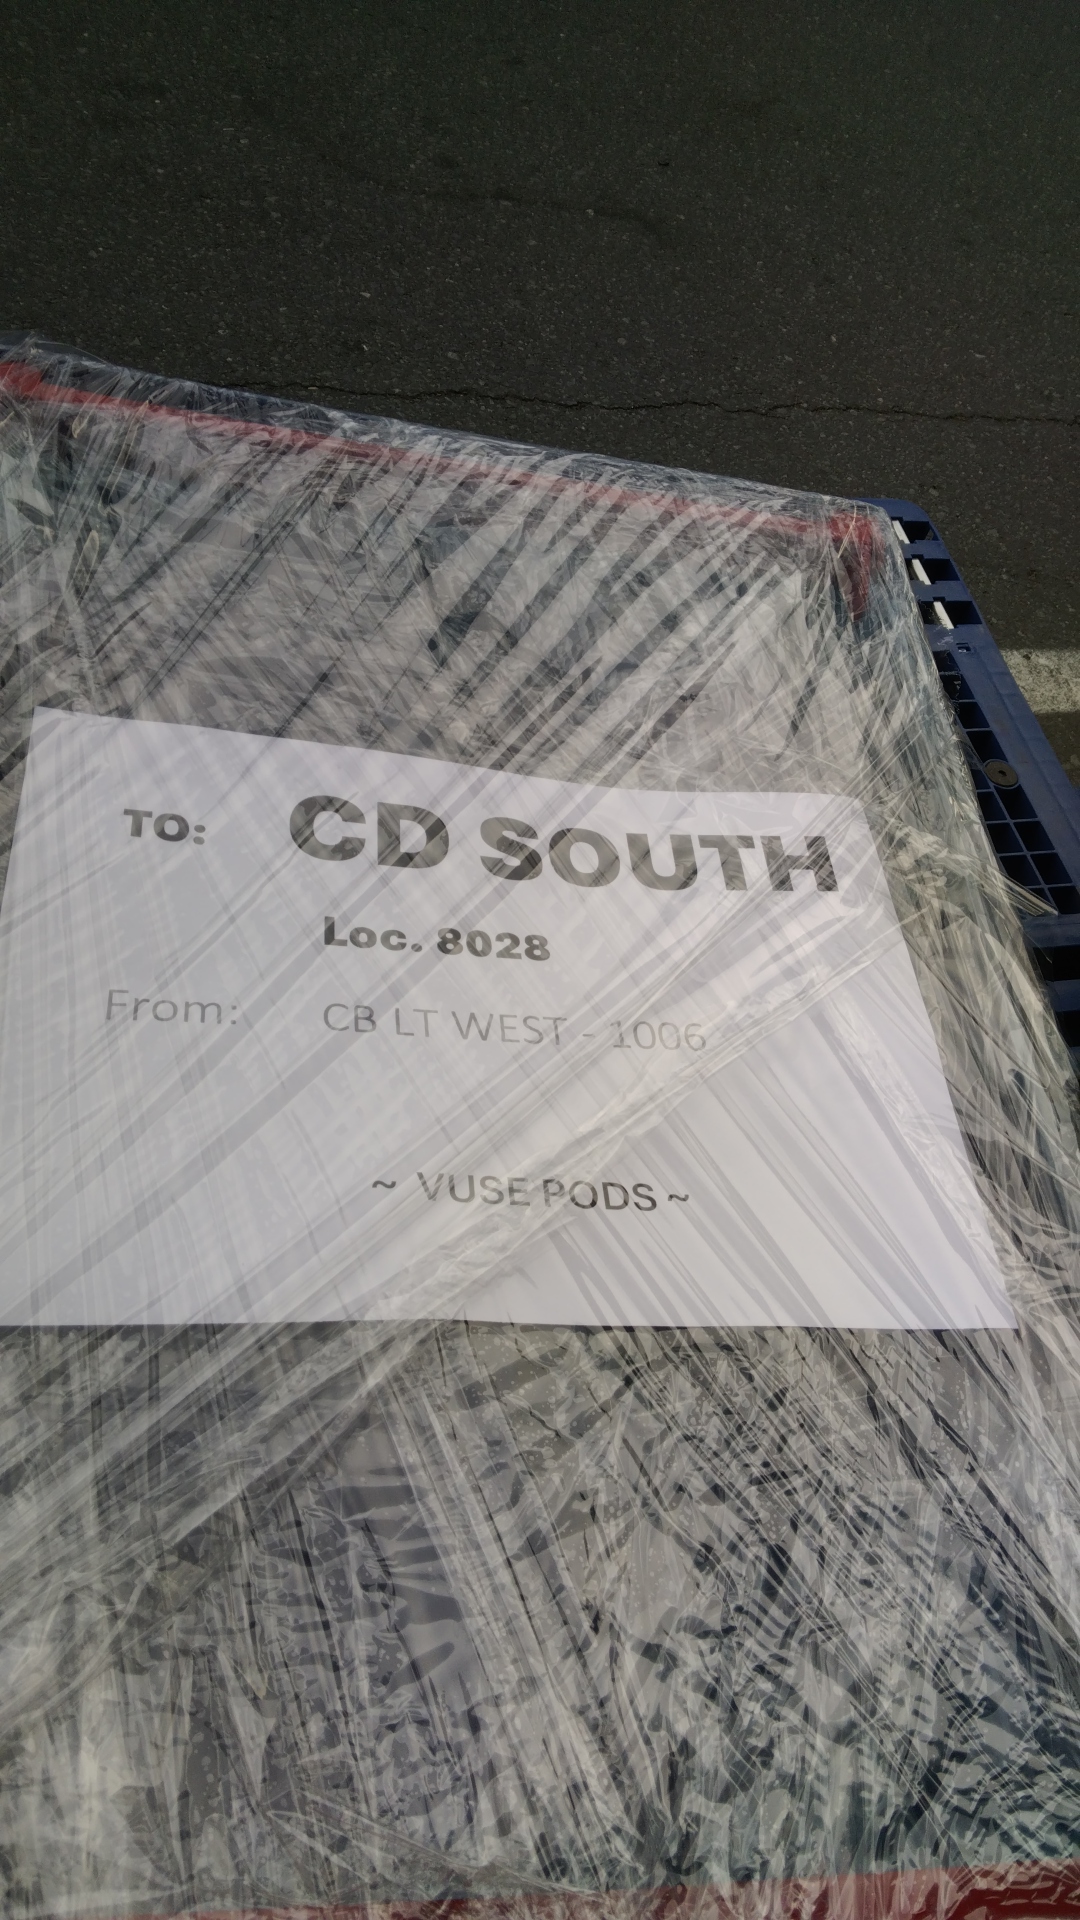 TO: CD SOUTH
Loc. 8028
From: CB LT WEST - 1006
~ VUSE PODS ~